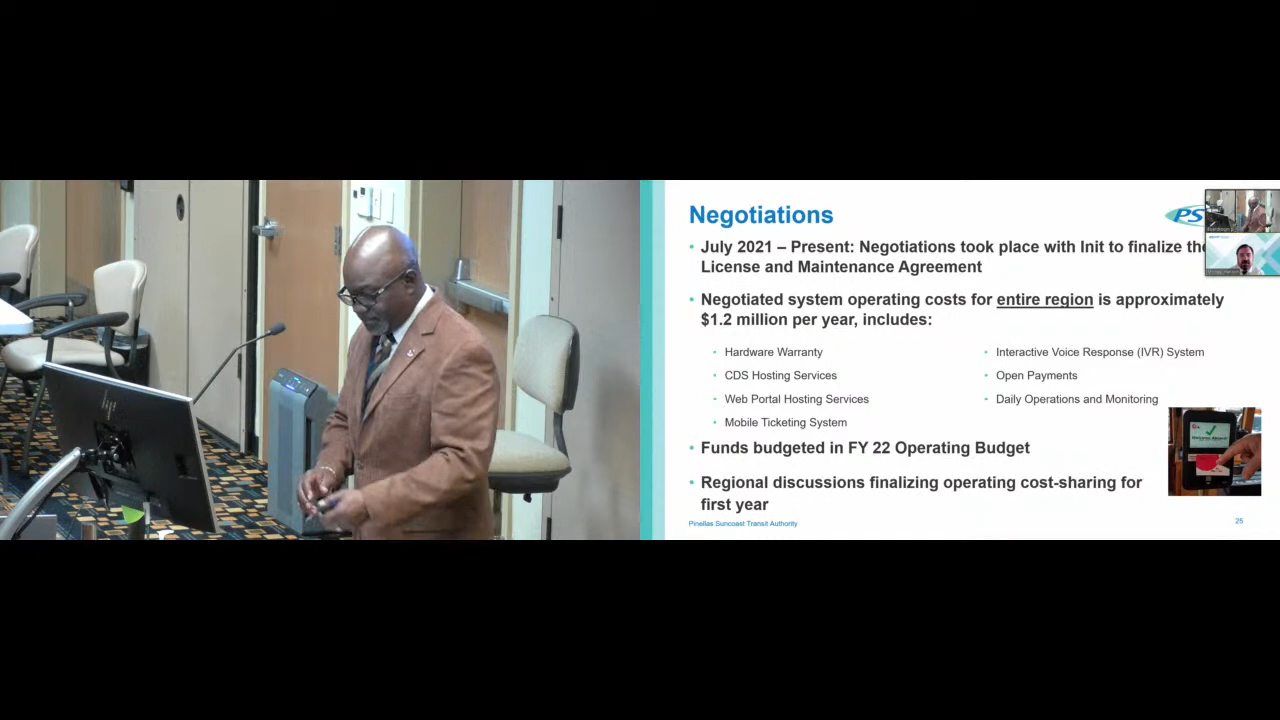 Negotiations
PS
• July 2021 – Present: Negotiations took place with Init to finalize the
License and Maintenance Agreement
• Negotiated system operating costs for entire region is approximately
$1.2 million per year, includes:
• Hardware Warranty
• CDS Hosting Services
• Web Portal Hosting Services
• Mobile Ticketing System
• Interactive Voice Response (IVR) System
• Open Payments
• Daily Operations and Monitoring
• Funds budgeted in FY 22 Operating Budget
• Regional discussions finalizing operating cost-sharing for
first year
Pinellas Suncoast Transit Authority
25